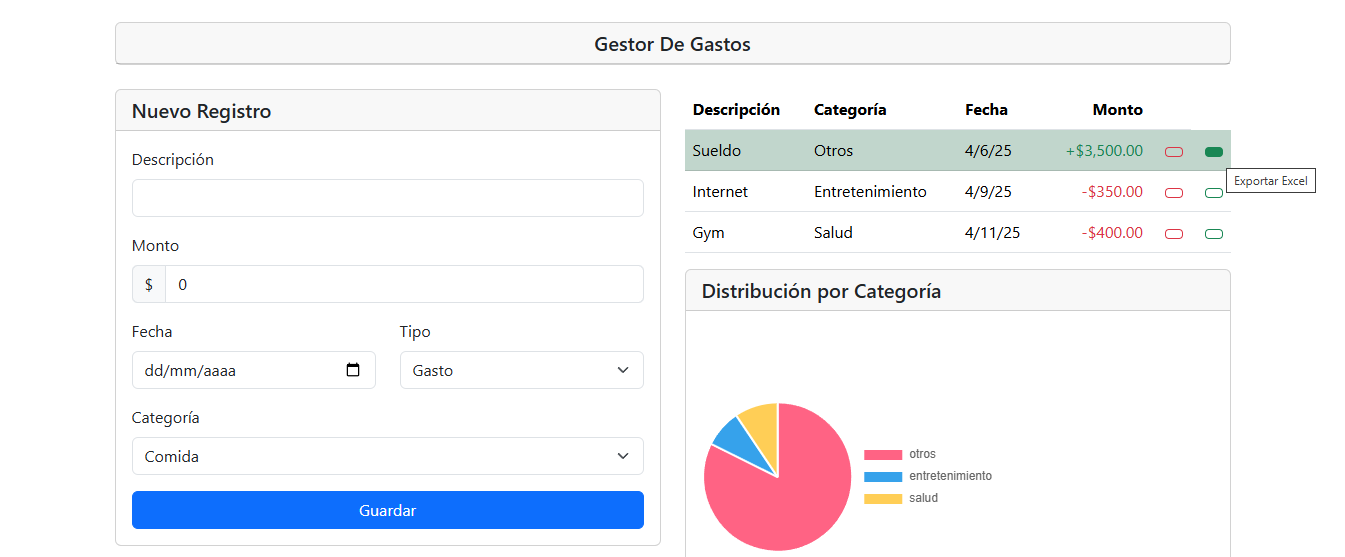 Gestor De Gastos
Nuevo Registro
Descripción
Monto
$ 0
Fecha Tipo
dd/mm/aaaa Gasto
Categoría
Comida
Guardar
Descripción Categoría Fecha Monto
Sueldo Otros 4/6/25 +$3,500.00
Exportar Excel
Internet Entretenimiento 4/9/25 -$350.00
Gym Salud 4/11/25 -$400.00
Distribución por Categoría
otros
entretenimiento
salud